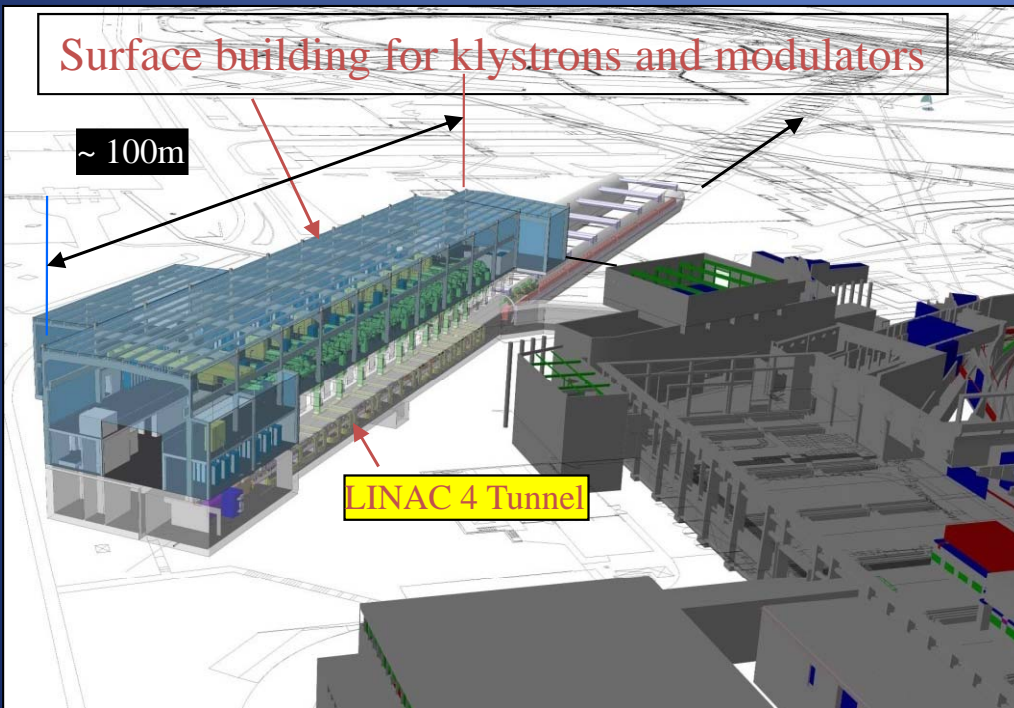 Surface building for klystrons and modulators
~ 100m
LINAC 4 Tunnel